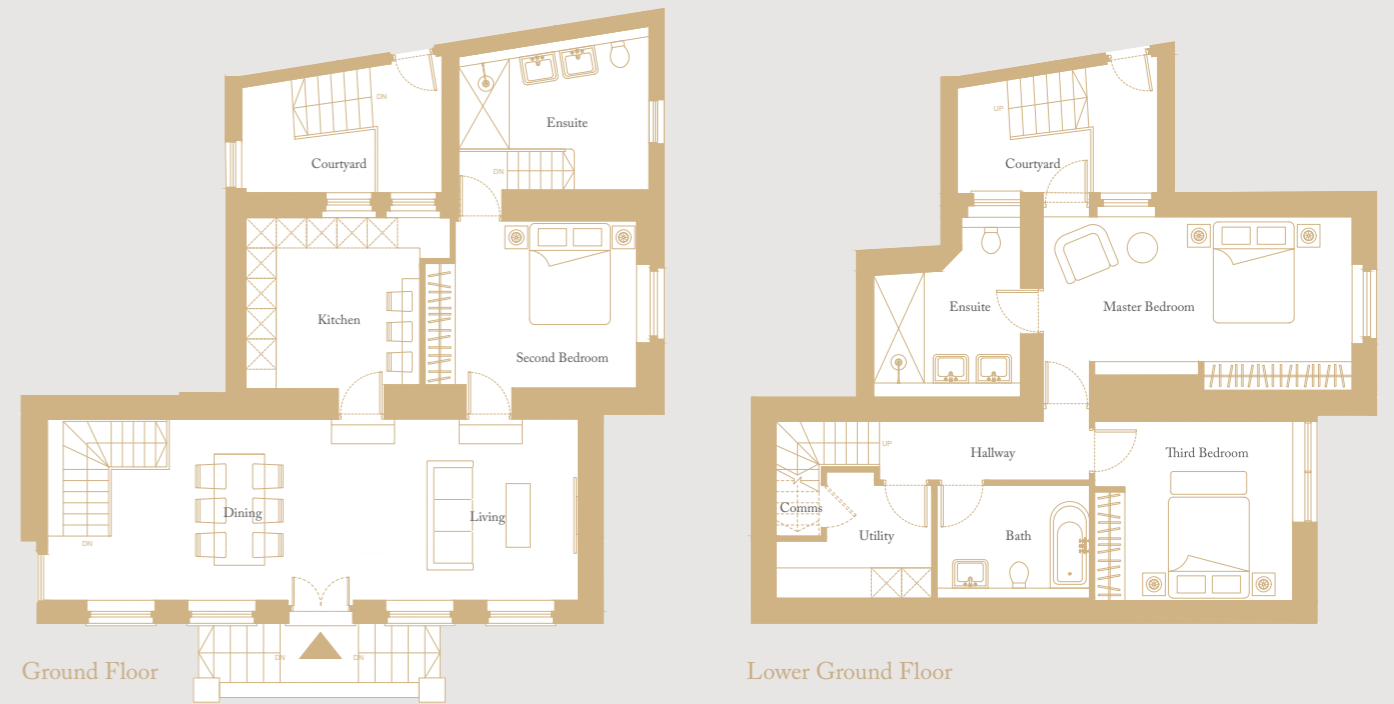 DN
Courtyard
Ensuite
DN
Kitchen
Second Bedroom
Dining
Living
DN
DN
DN
Ground Floor
UP
Courtyard
Ensuite
Master Bedroom
UP
Hallway
Third Bedroom
Comms
Utility
Bath
Lower Ground Floor